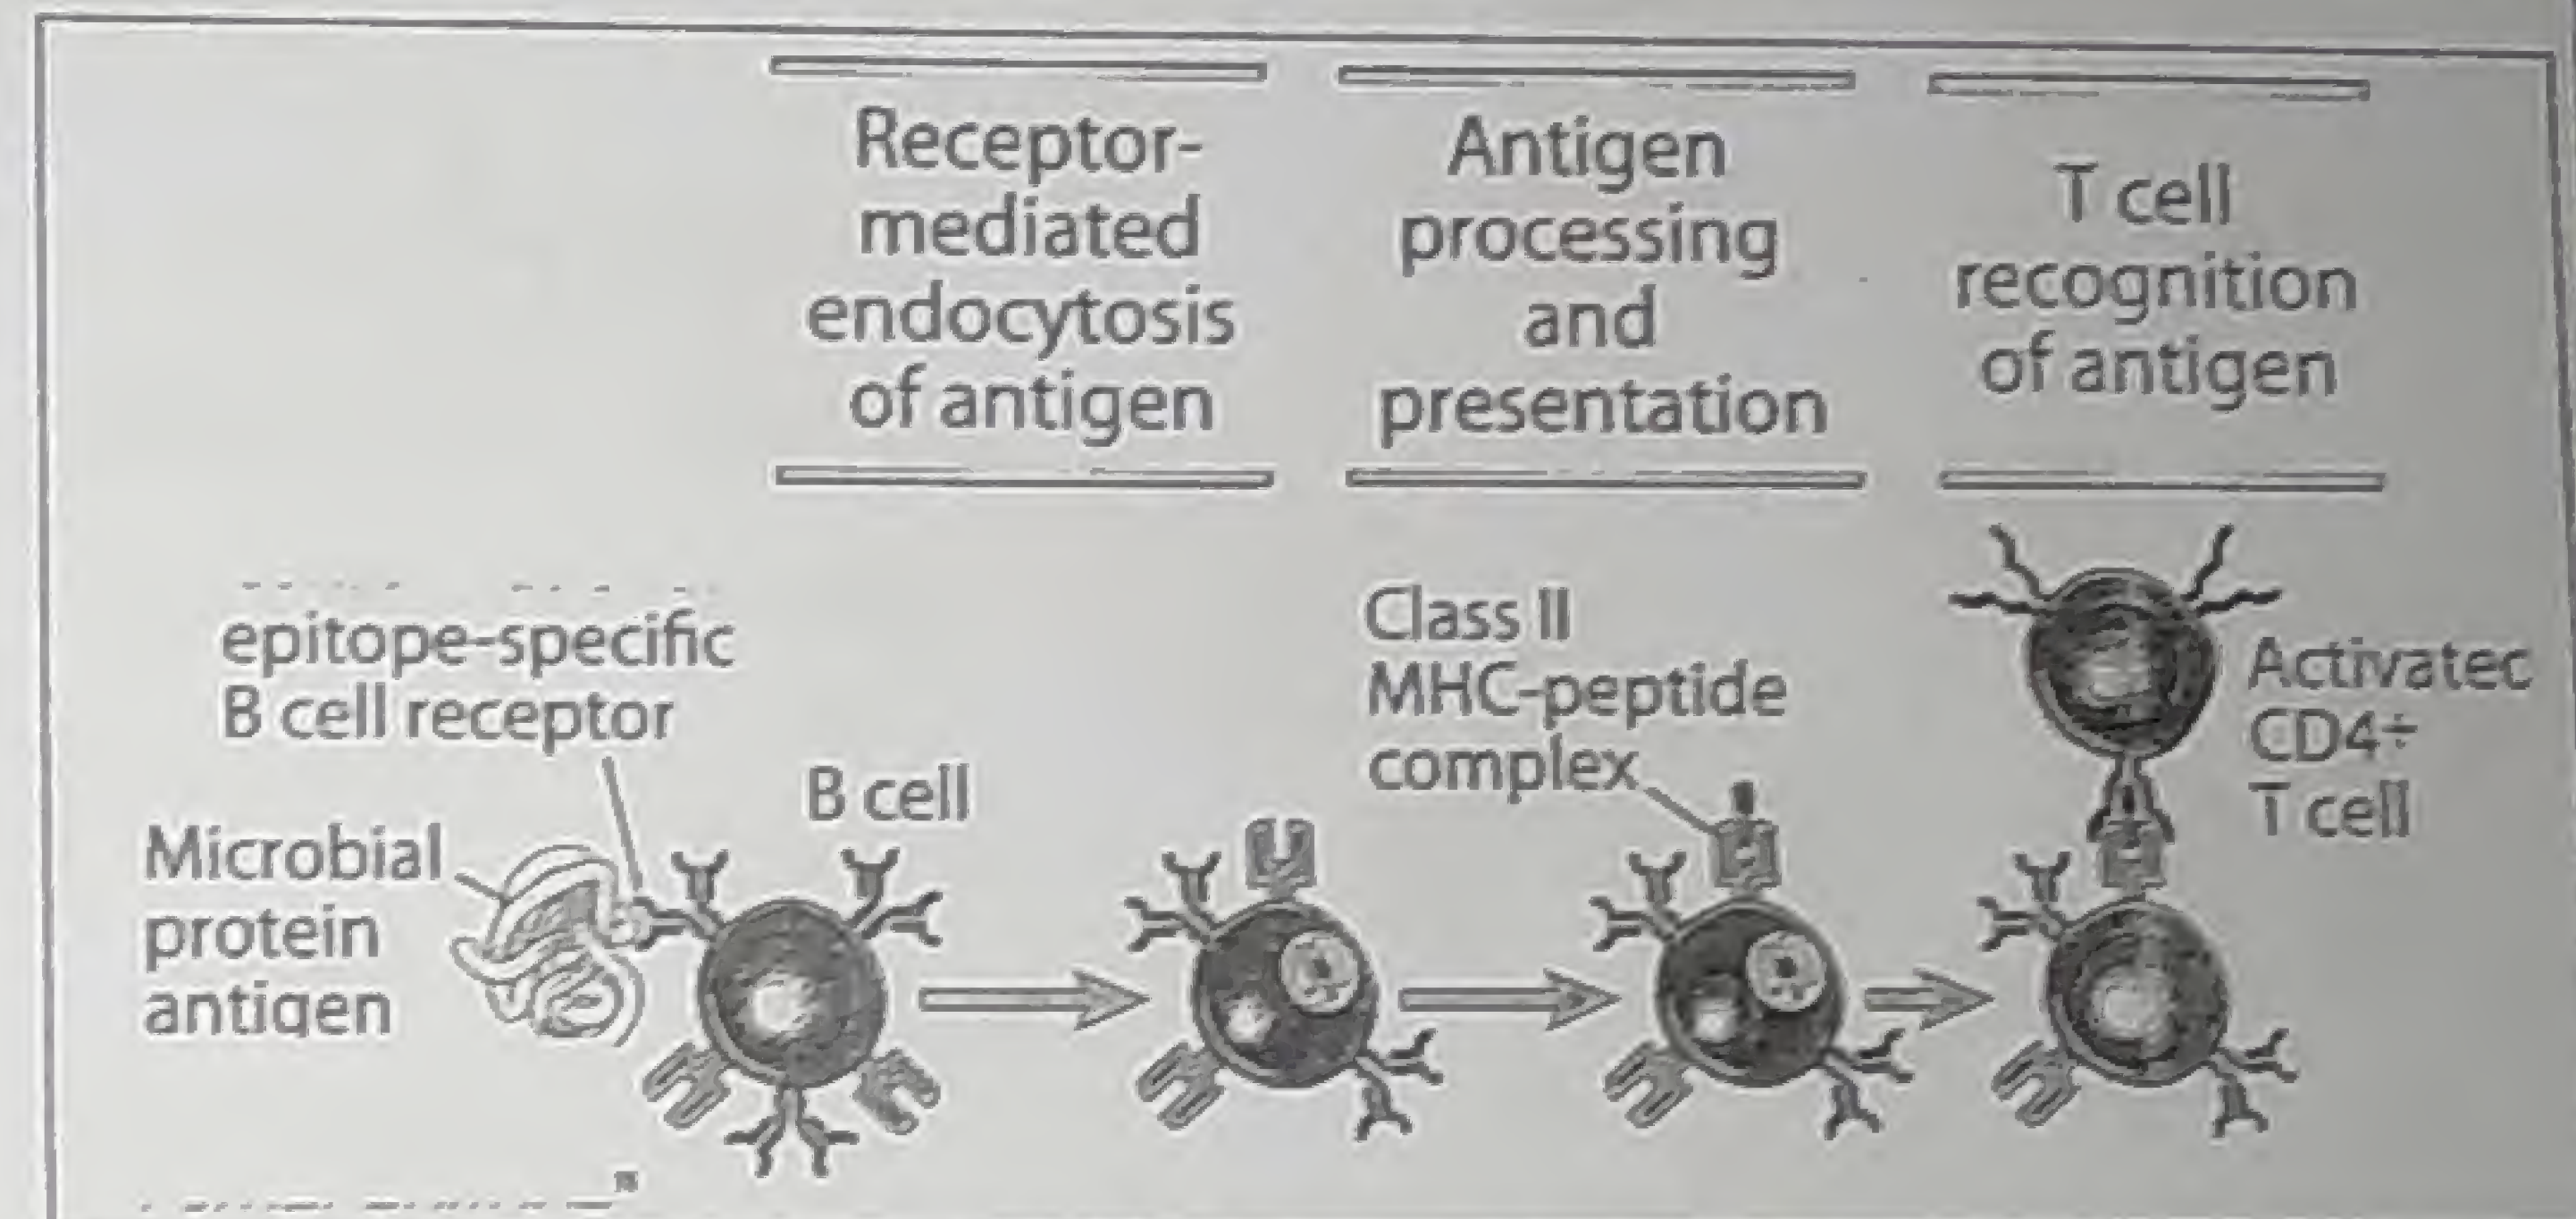 Receptor-
mediated
endocytosis
of antigen
Antigen
processing
and
presentation
T cell
recognition
of antigen
epitope-specific
B cell receptor
B cell
Microbial
protein
antigen
Class II
MHC-peptide
complex
Activated
CD4+
T cell